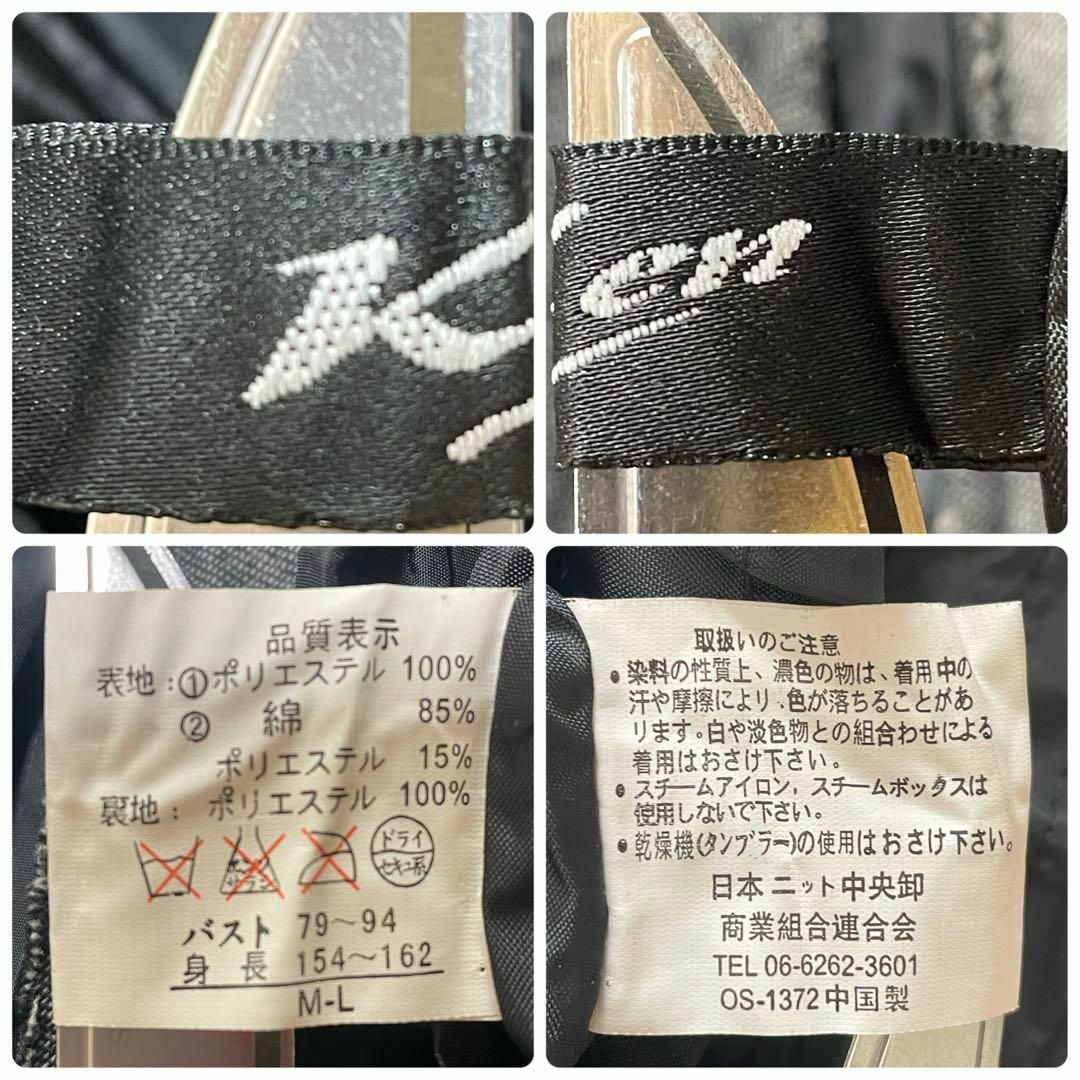 品質表示
表地：①ポリエステル 100%
② 綿 85%
ポリエステル 15%
裏地：ポリエステル 100%
ドライ
セキユ系
バスト 79～94
身長 154～162
M-L
取扱いのご注意
●染料の性質上、濃色の物は、着用中の
汗や摩擦により、色が落ちることがあ
ります。白や淡色物との組合わせによる
着用はおさけ下さい。
●スチームアイロン，スチームボックスは
使用しないで下さい。
●乾燥機(タンブラー)の使用はおさけ下さい。
日本ニット中央卸
商業組合連合会
TEL 06-6262-3601
OS-1372中国製